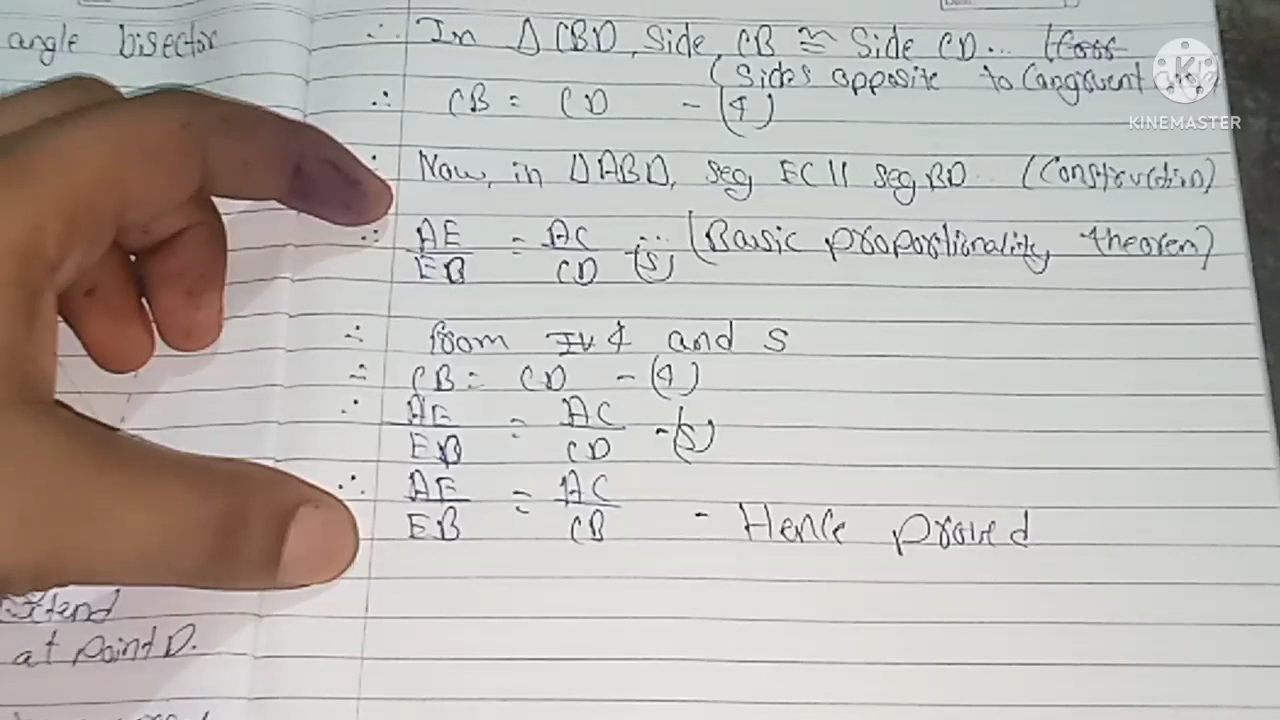 angle bisector
∴ In Δ CBD, Side CB ≅ Side CD...
(Sides opposite to Congruent
∴ CB = CD - (4)
∴ Now, in ΔABD, seg EC || seg BD (Construction)
∴ AE/EB = AC/CD - (5) (Basic proportionality theorem)
∴ from 4 and 5
∴ CB = CD - (4)
∴ AE/EB = AC/CD - (5)
∴ AE/EB = AC/CB - Hence proved
Extend
at point D.
KINEMASTER